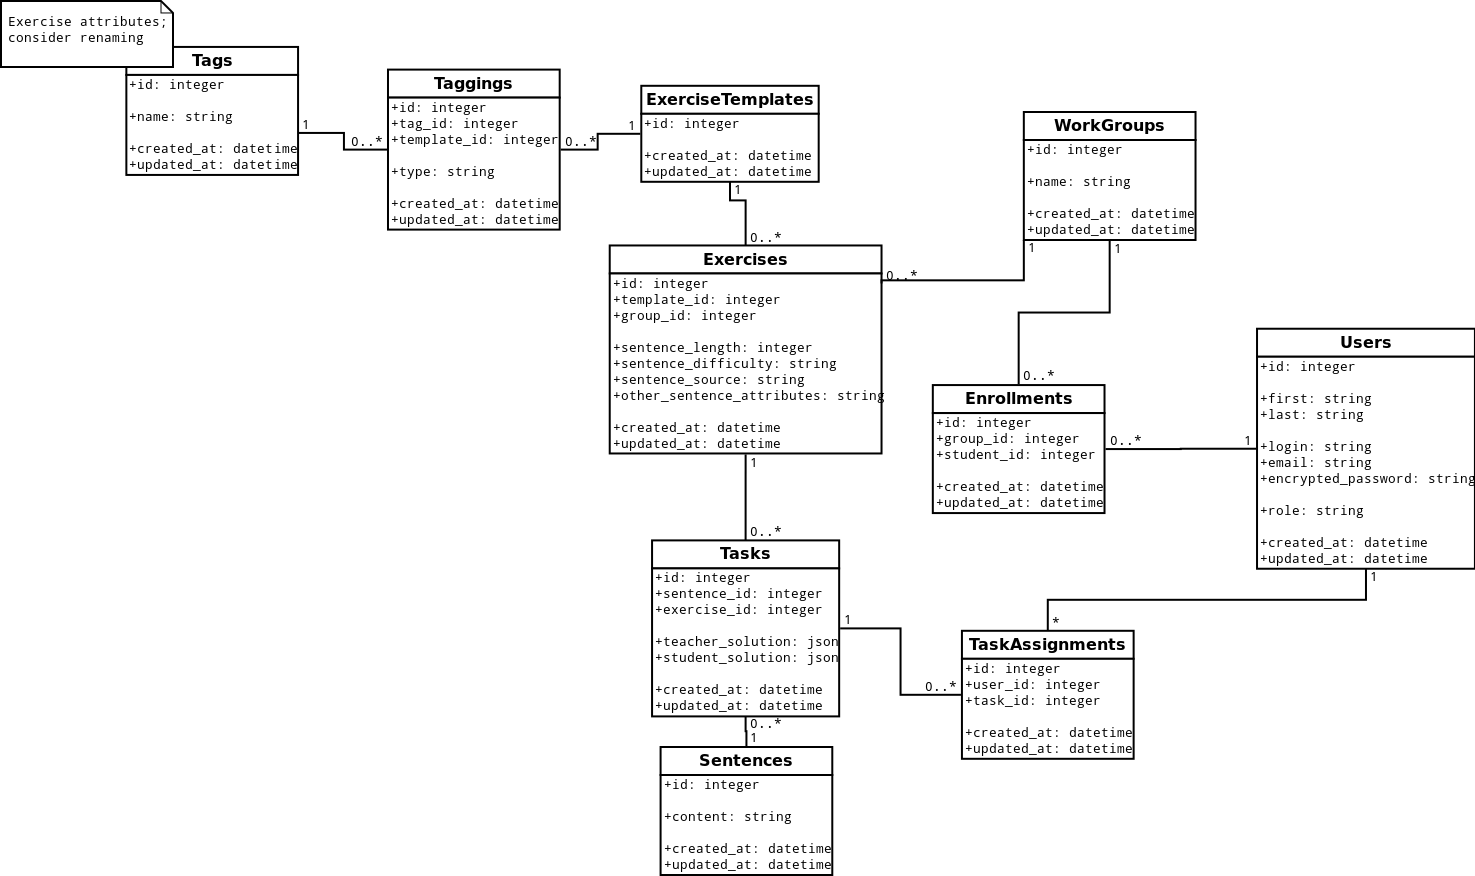 Exercise attributes;
consider renaming
Tags
+id: integer
+name: string
+created_at: datetime
+updated_at: datetime
1
0..*
Taggings
+id: integer
+tag_id: integer
+template_id: integer
+type: string
+created_at: datetime
+updated_at: datetime
0..*
1
ExerciseTemplates
+id: integer
+created_at: datetime
+updated_at: datetime
1
0..*
WorkGroups
+id: integer
+name: string
+created_at: datetime
+updated_at: datetime
1
1
0..*
Exercises
+id: integer
+template_id: integer
+group_id: integer
+sentence_length: integer
+sentence_difficulty: string
+sentence_source: string
+other_sentence_attributes: string
+created_at: datetime
+updated_at: datetime
1
0..*
0..*
Enrollments
+id: integer
+group_id: integer
+student_id: integer
+created_at: datetime
+updated_at: datetime
0..*
1
Users
+id: integer
+first: string
+last: string
+login: string
+email: string
+encrypted_password: string
+role: string
+created_at: datetime
+updated_at: datetime
1
*
Tasks
+id: integer
+sentence_id: integer
+exercise_id: integer
+teacher_solution: json
+student_solution: json
+created_at: datetime
+updated_at: datetime
1
0..*
TaskAssignments
+id: integer
+user_id: integer
+task_id: integer
+created_at: datetime
+updated_at: datetime
0..*
1
Sentences
+id: integer
+content: string
+created_at: datetime
+updated_at: datetime